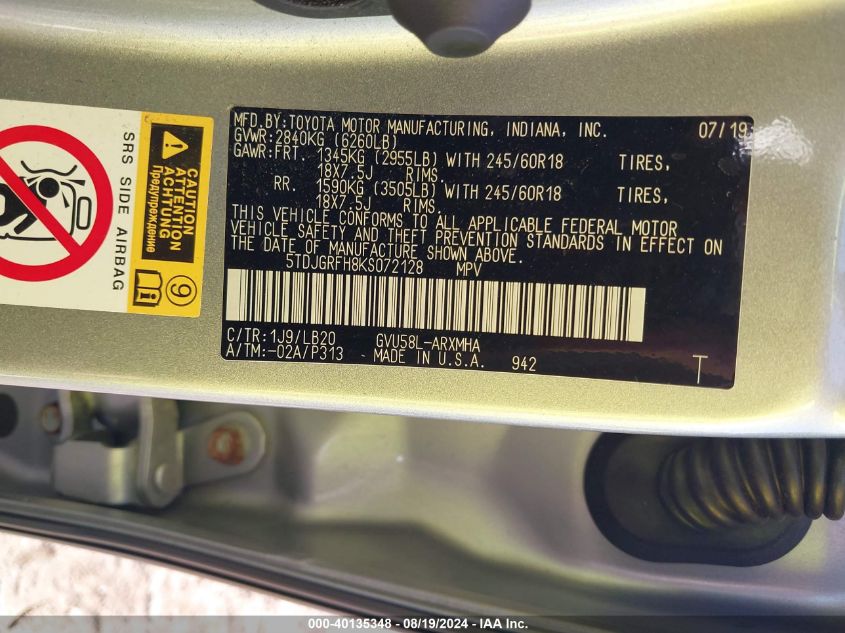 SRS SIDE AIRBAG
CAUTION
ATTENTION
ACHTUNG
Предупреждение
9
MFD.BY:TOYOTA MOTOR MANUFACTURING, INDIANA, INC. 07/19
GVWR:2840KG (6260LB)
GAWR:FRT. 1345KG (2955LB) WITH 245/60R18 TIRES,
18X7.5J RIMS.
RR. 1590KG (3505LB) WITH 245/60R18 TIRES,
18X7.5J RIMS.
THIS VEHICLE CONFORMS TO ALL APPLICABLE FEDERAL MOTOR
VEHICLE SAFETY AND THEFT PREVENTION STANDARDS IN EFFECT ON
THE DATE OF MANUFACTURE SHOWN ABOVE.
5TDJGRFH8KS072128 MPV
C/TR:1J9/LB20 GVU58L-ARXMHA
A/TM:-02A/P313 MADE IN U.S.A. 942
T
000-40135348 - 08/19/2024 - IAA Inc.